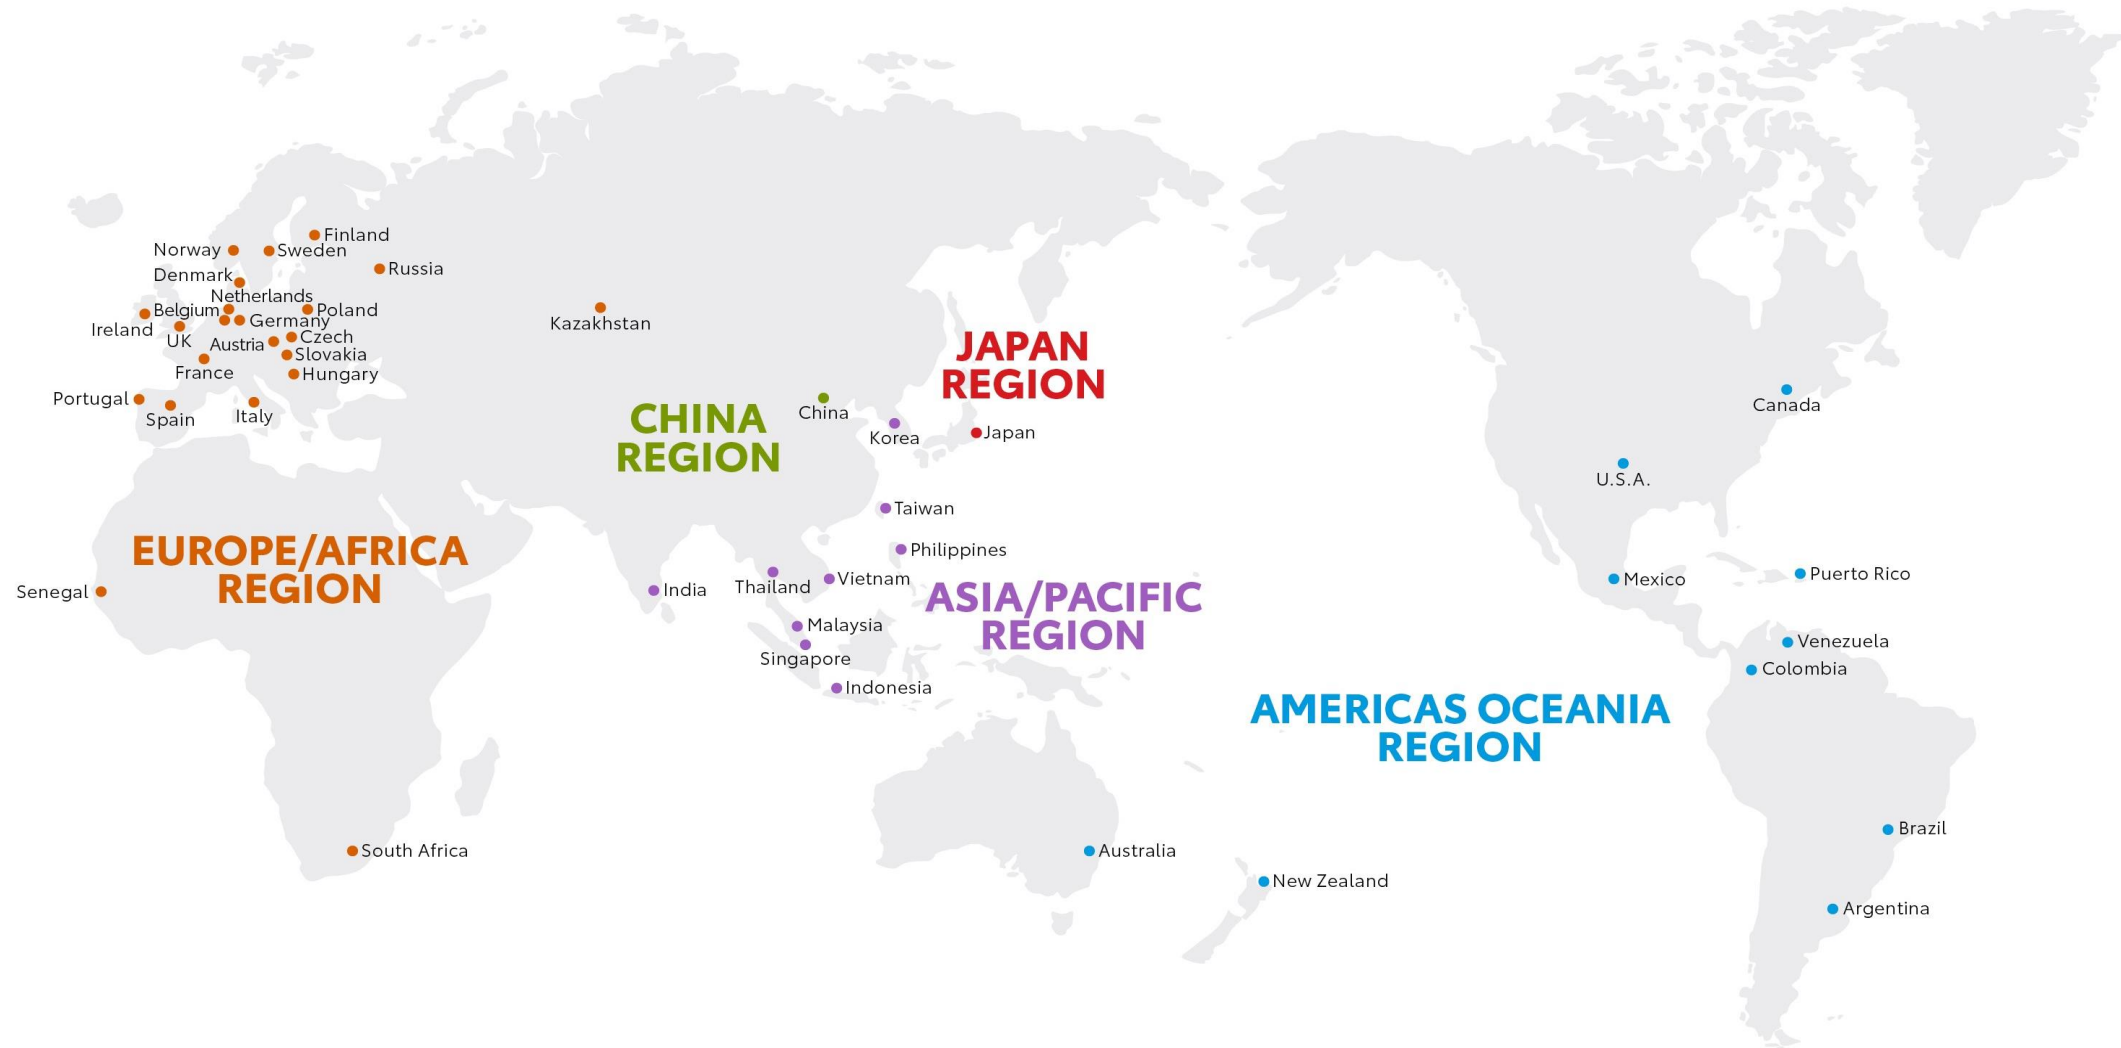 Finland
Norway
Sweden
Denmark
Russia
Netherlands
Belgium
Poland
Germany
Ireland
UK
Austria
Czech
Slovakia
France
Hungary
Portugal
Spain
Italy
Kazakhstan
JAPAN
REGION
CHINA
REGION
China
Korea
Japan
Canada
U.S.A.
Taiwan
EUROPE/AFRICA
REGION
Philippines
Senegal
India
Thailand
Vietnam
ASIA/PACIFIC
REGION
Mexico
Puerto Rico
Malaysia
Singapore
Indonesia
Venezuela
Colombia
AMERICAS OCEANIA
REGION
South Africa
Australia
New Zealand
Brazil
Argentina